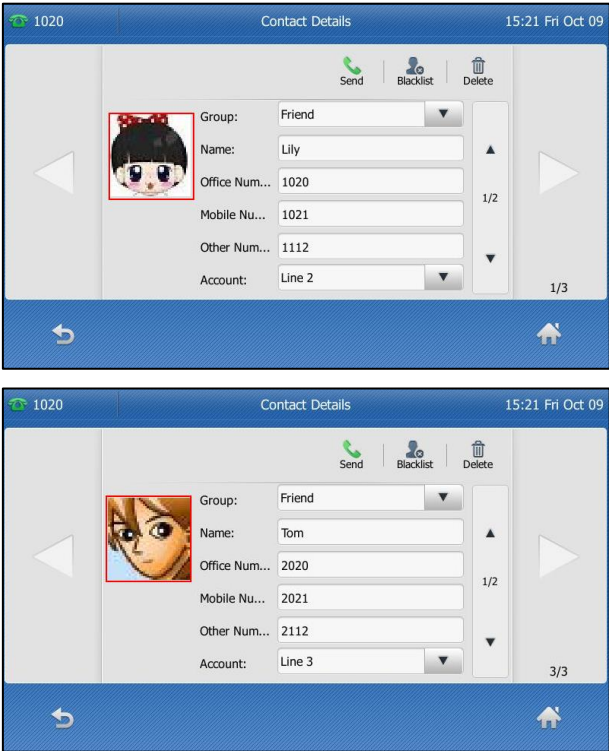 1020 Contact Details 15:21 Fri Oct 09
Send Blacklist Delete
Group: Friend
Name: Lily
Office Num... 1020
Mobile Nu... 1021
Other Num... 1112
Account: Line 2
1/2
1/3
1020 Contact Details 15:21 Fri Oct 09
Send Blacklist Delete
Group: Friend
Name: Tom
Office Num... 2020
Mobile Nu... 2021
Other Num... 2112
Account: Line 3
1/2
3/3